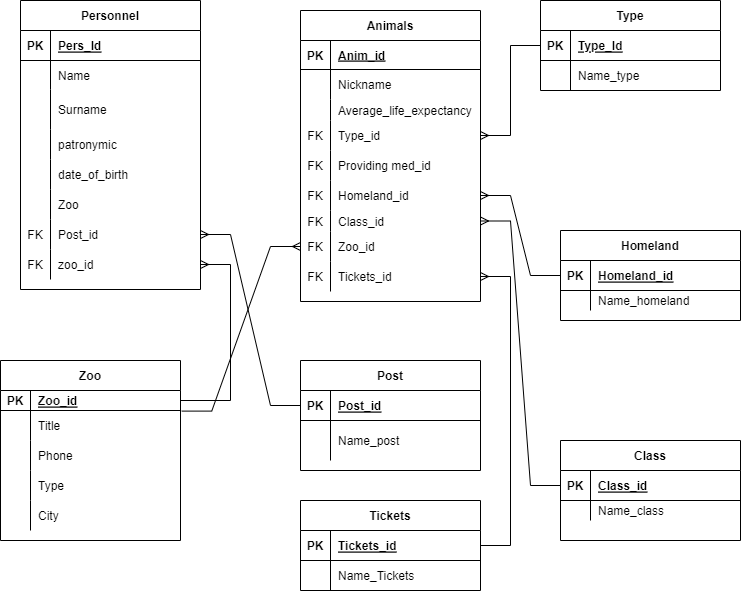 Personnel
PK Pers_Id
Name
Surname
patronymic
date_of_birth
Zoo
FK Post_id
FK zoo_id
Animals
PK Anim_id
Nickname
Average_life_expectancy
FK Type_id
FK Providing med_id
FK Homeland_id
FK Class_id
FK Zoo_id
FK Tickets_id
Type
PK Type_Id
Name_type
Homeland
PK Homeland_id
Name_homeland
Zoo
PK Zoo_id
Title
Phone
Type
City
Post
PK Post_id
Name_post
Class
PK Class_id
Name_class
Tickets
PK Tickets_id
Name_Tickets